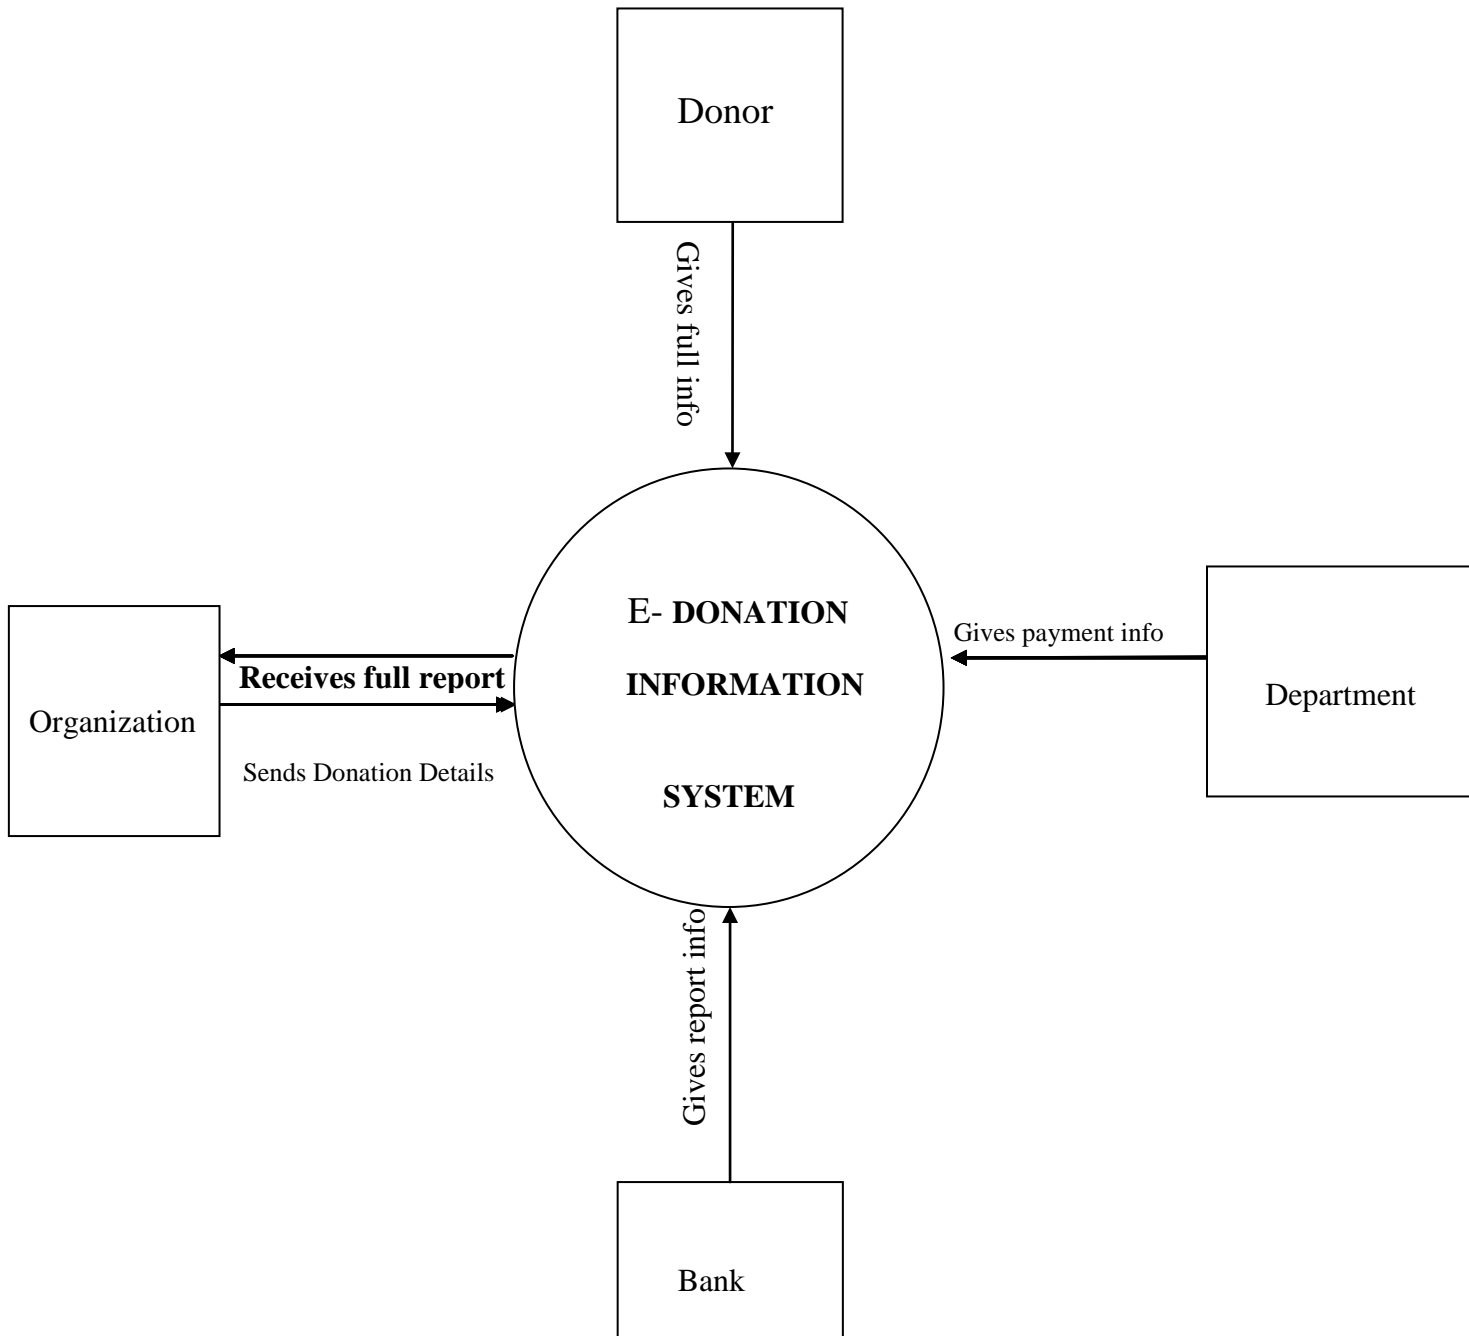 Donor
Gives full info
E- DONATION
INFORMATION
SYSTEM
Gives payment info
Department
Receives full report
Organization
Sends Donation Details
Gives report info
Bank